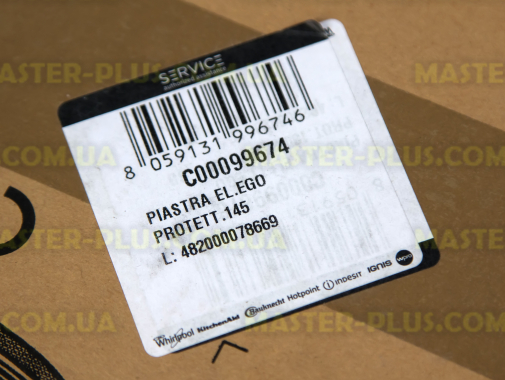 SERVICE
8 059131 996746
C00099674
PIASTRA EL.EGO
PROTETT.145
L: 482000078669
Whirlpool KitchenAid Bauknecht Hotpoint INDESIT IGNIS
MASTER-PLUS.COM.UA